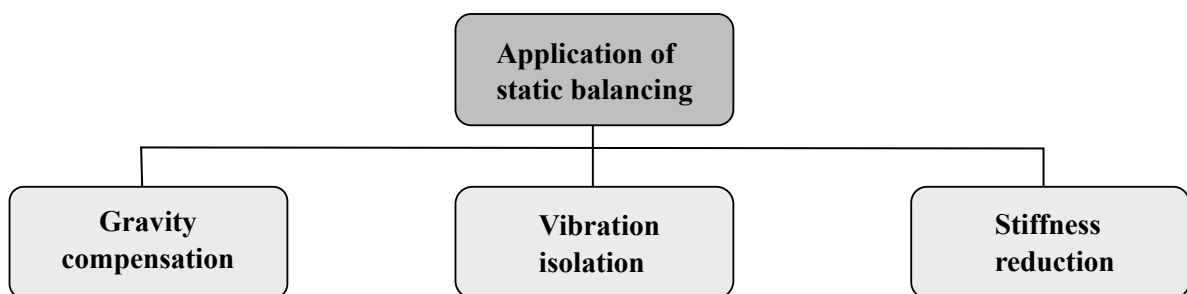 Application of
static balancing
Gravity
compensation
Vibration
isolation
Stiffness
reduction